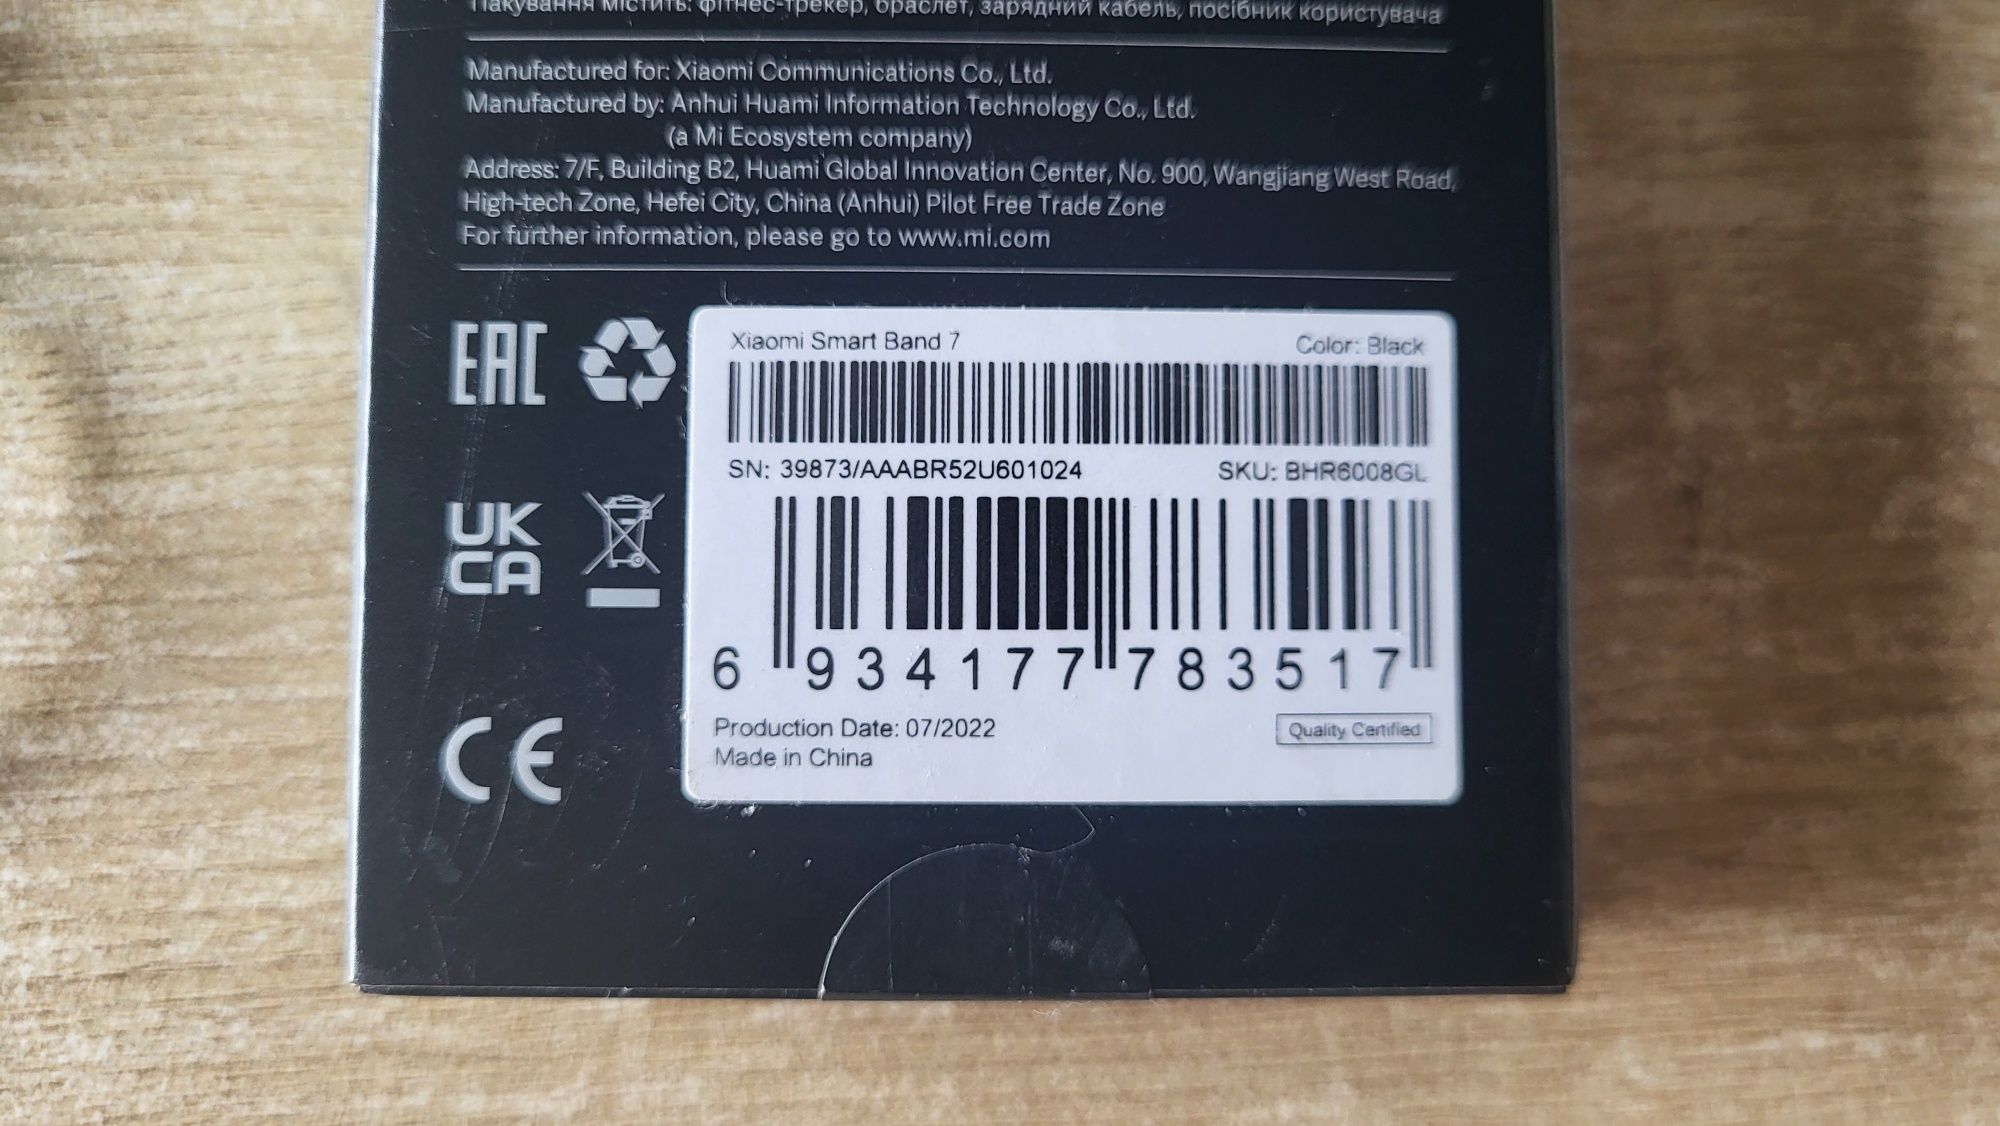 Пакування містить: фітнес-трекер, браслет, зарядний кабель, посібник користувача
Manufactured for: Xiaomi Communications Co., Ltd.
Manufactured by: Anhui Huami Information Technology Co., Ltd.
(a Mi Ecosystem company)
Address: 7/F, Building B2, Huami Global Innovation Center, No. 900, Wangjiang West Road,
High-tech Zone, Hefei City, China (Anhui) Pilot Free Trade Zone
For further information, please go to www.mi.com
EAC
UK
CA
CE
Xiaomi Smart Band 7 Color: Black
SN: 39873/AAABR52U601024 SKU: BHR6008GL
6 934177 783517
Production Date: 07/2022 Quality Certified
Made in China